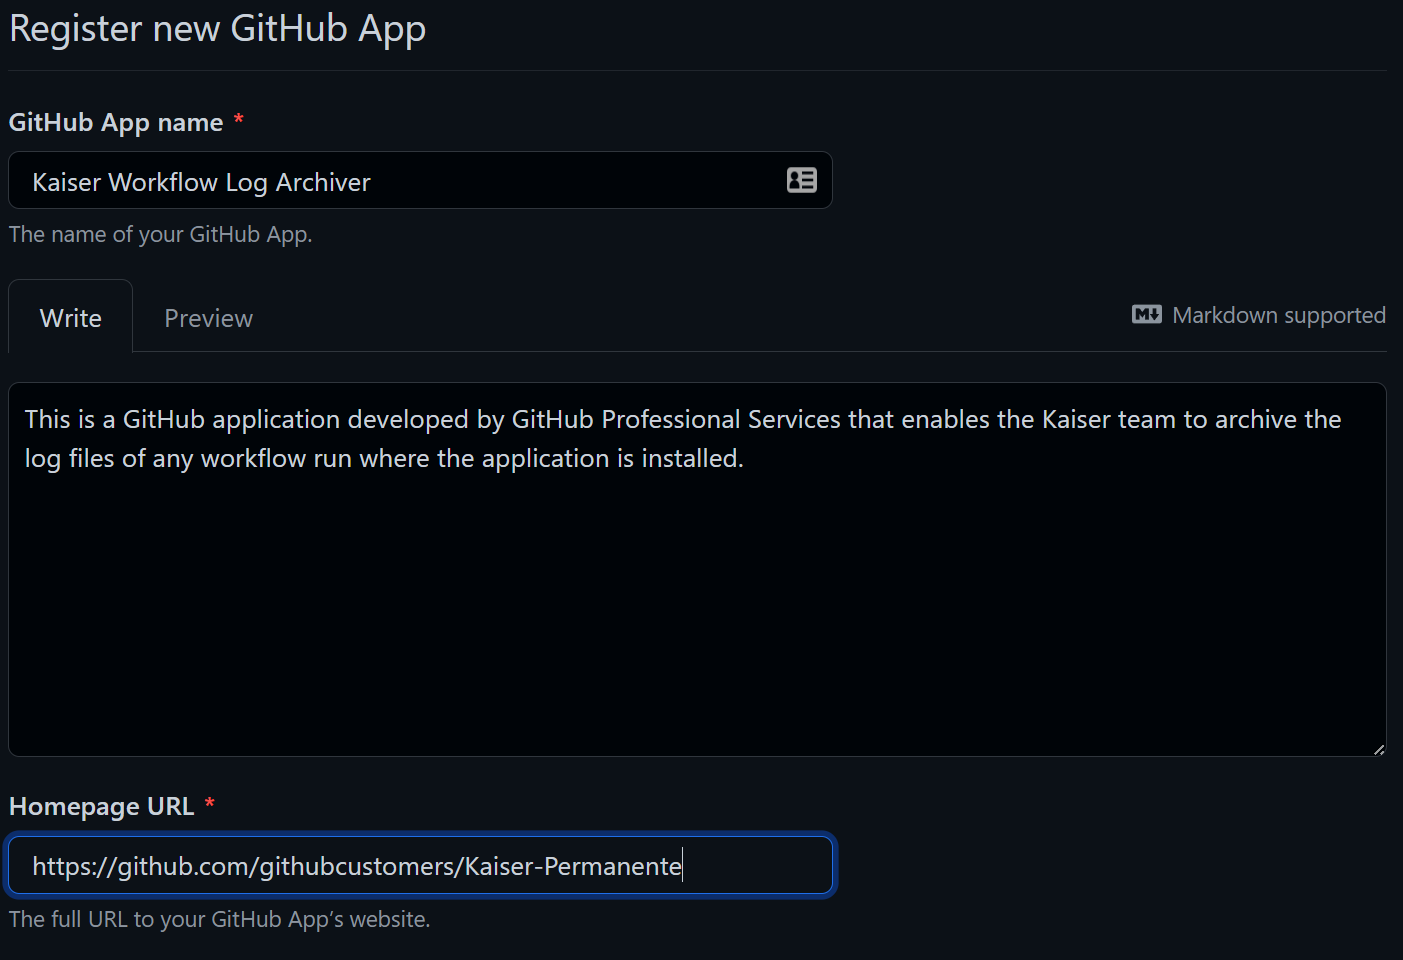 Register new GitHub App
GitHub App name *
Kaiser Workflow Log Archiver
The name of your GitHub App.
Write
Preview
Markdown supported
This is a GitHub application developed by GitHub Professional Services that enables the Kaiser team to archive the
log files of any workflow run where the application is installed.
Homepage URL *
https://github.com/githubcustomers/Kaiser-Permanente
The full URL to your GitHub App’s website.